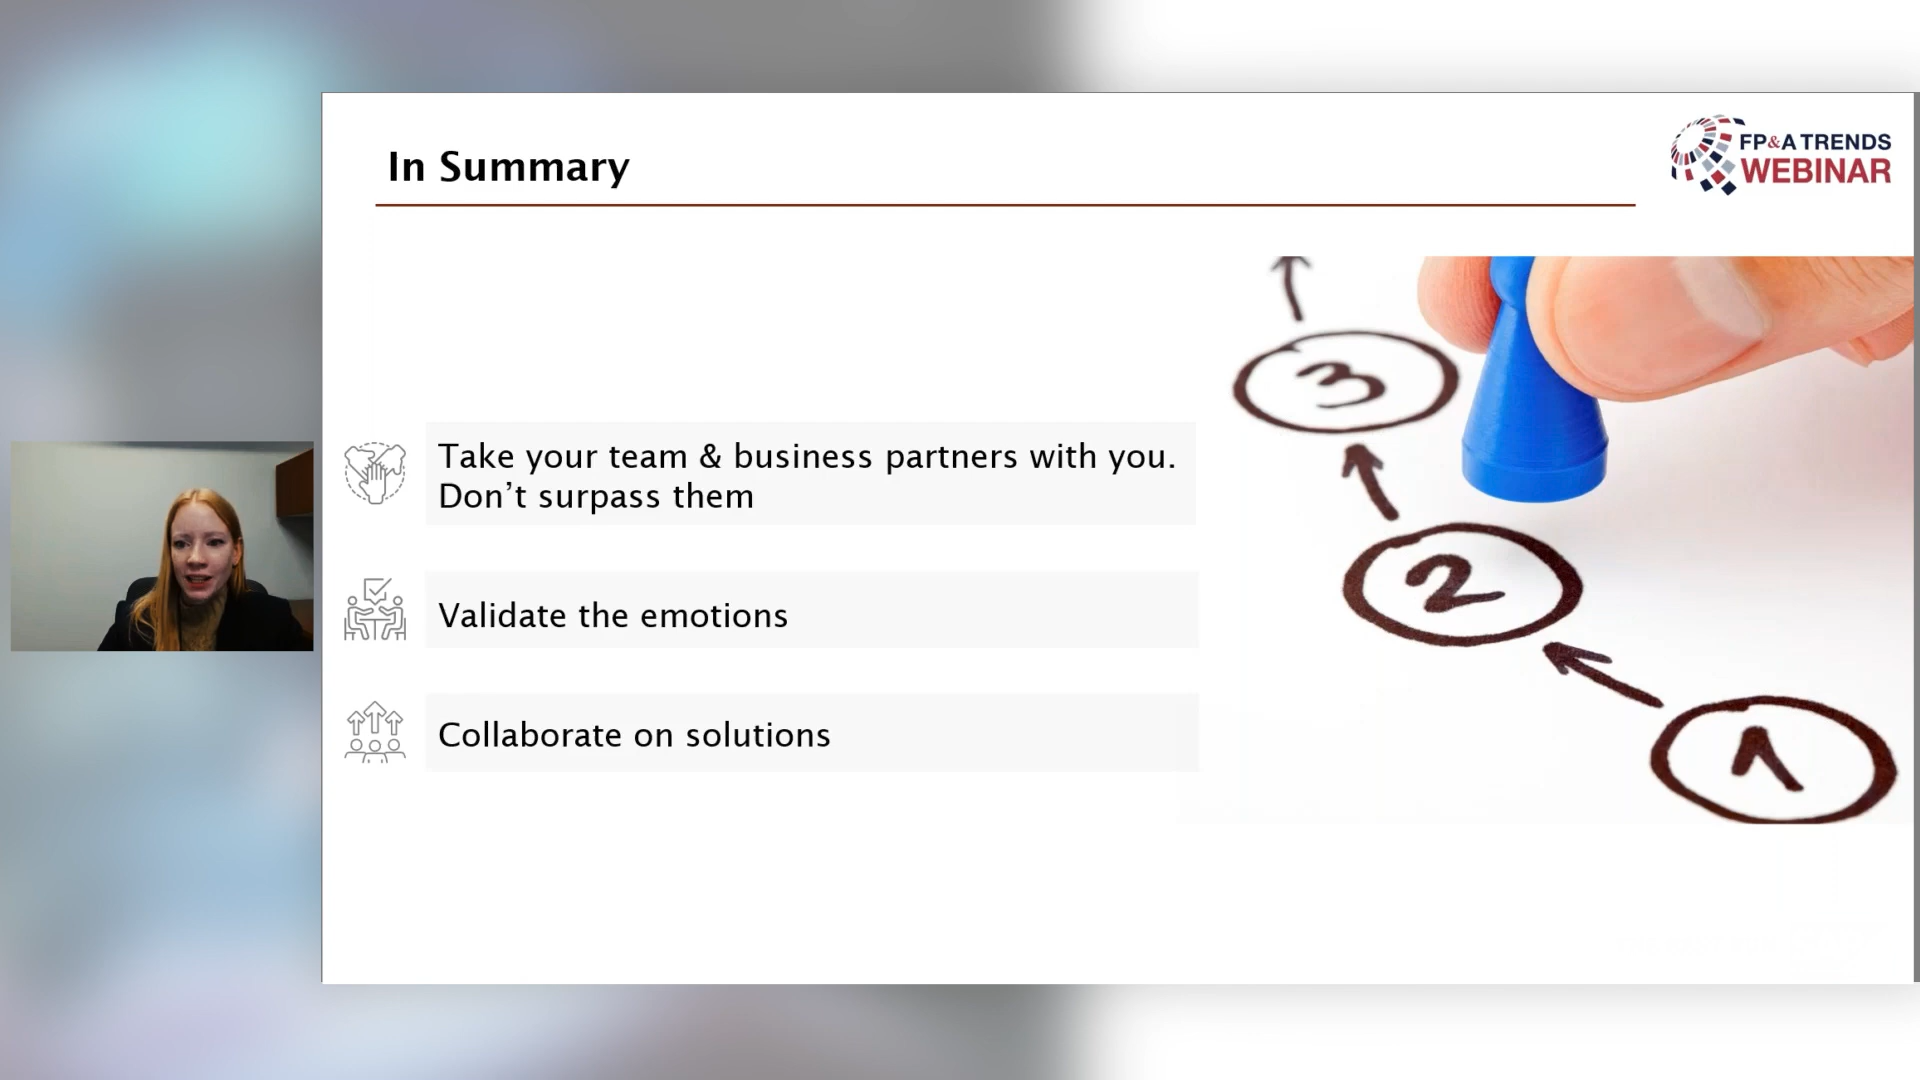 In Summary
FP&A TRENDS
WEBINAR
Take your team & business partners with you.
Don’t surpass them
Validate the emotions
Collaborate on solutions
3
2
1